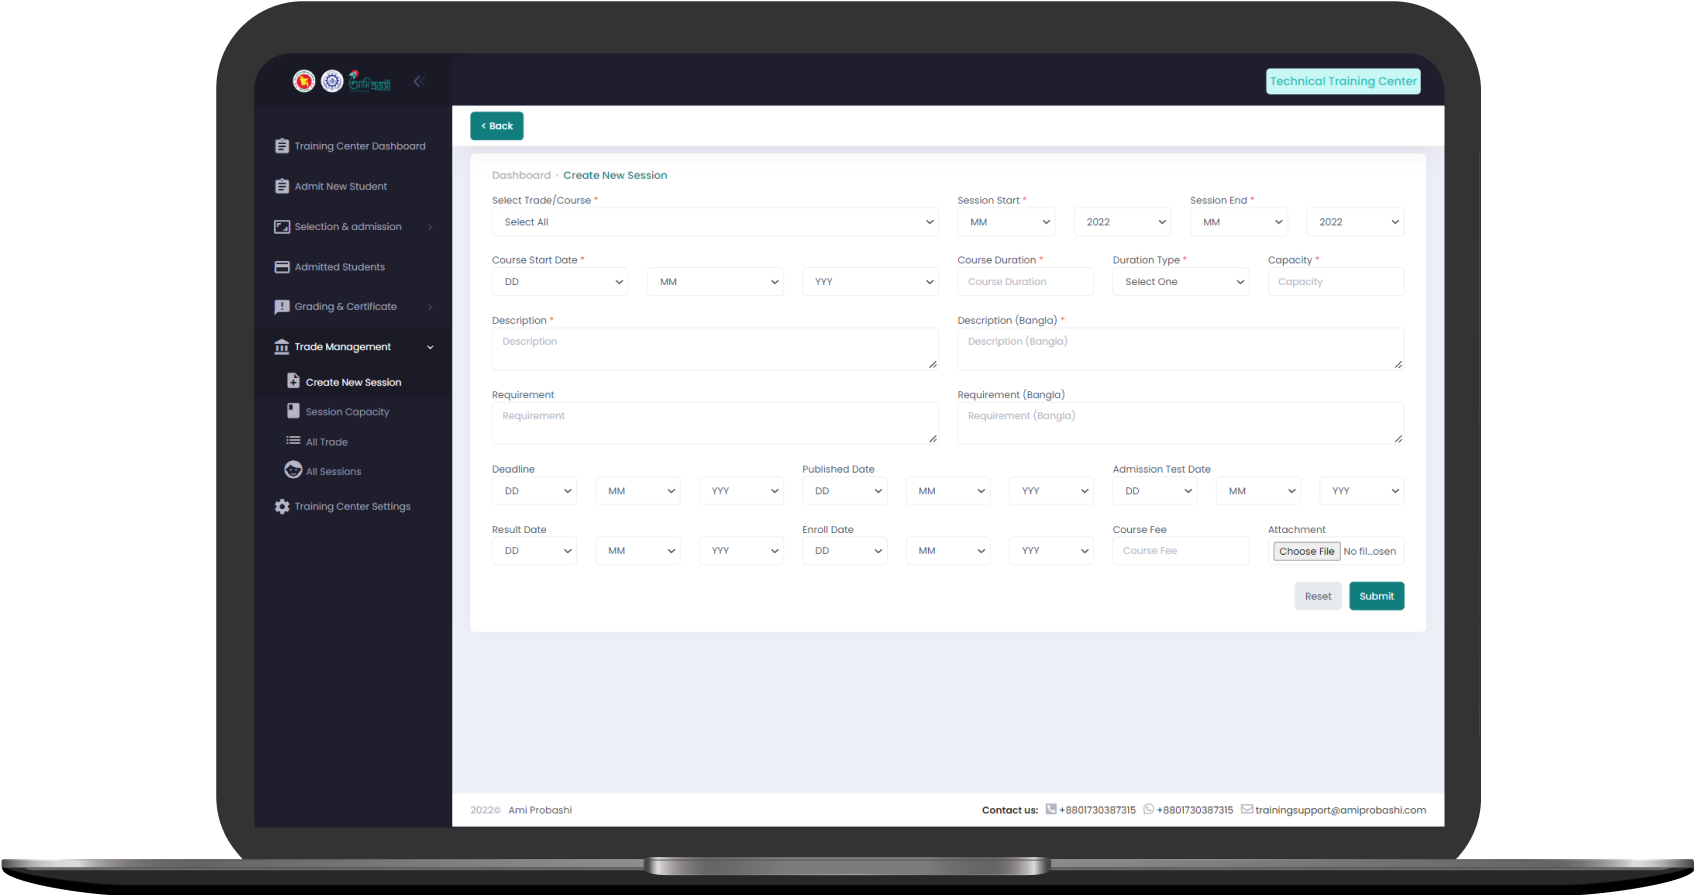 আমি প্রবাসী
Technical Training Center
< Back
Training Center Dashboard
Admit New Student
Selection & admission
Admitted Students
Grading & Certificate
Trade Management
Create New Session
Session Capacity
All Trade
All Sessions
Training Center Settings
Dashboard • Create New Session
Select Trade/Course * Session Start * Session End *
Select All MM 2022 MM 2022
Course Start Date * Course Duration * Duration Type * Capacity *
DD MM YYY Course Duration Select One Capacity
Description * Description (Bangla) *
Description Description (Bangla)
Requirement Requirement (Bangla)
Requirement Requirement (Bangla)
Deadline Published Date Admission Test Date
DD MM YYY DD MM YYY DD MM YYY
Result Date Enroll Date Course Fee Attachment
DD MM YYY DD MM YYY Course Fee Choose File No fil...osen
Reset Submit
2022© Ami Probashi Contact us: +8801730387315 +8801730387315 trainingsupport@amiprobashi.com